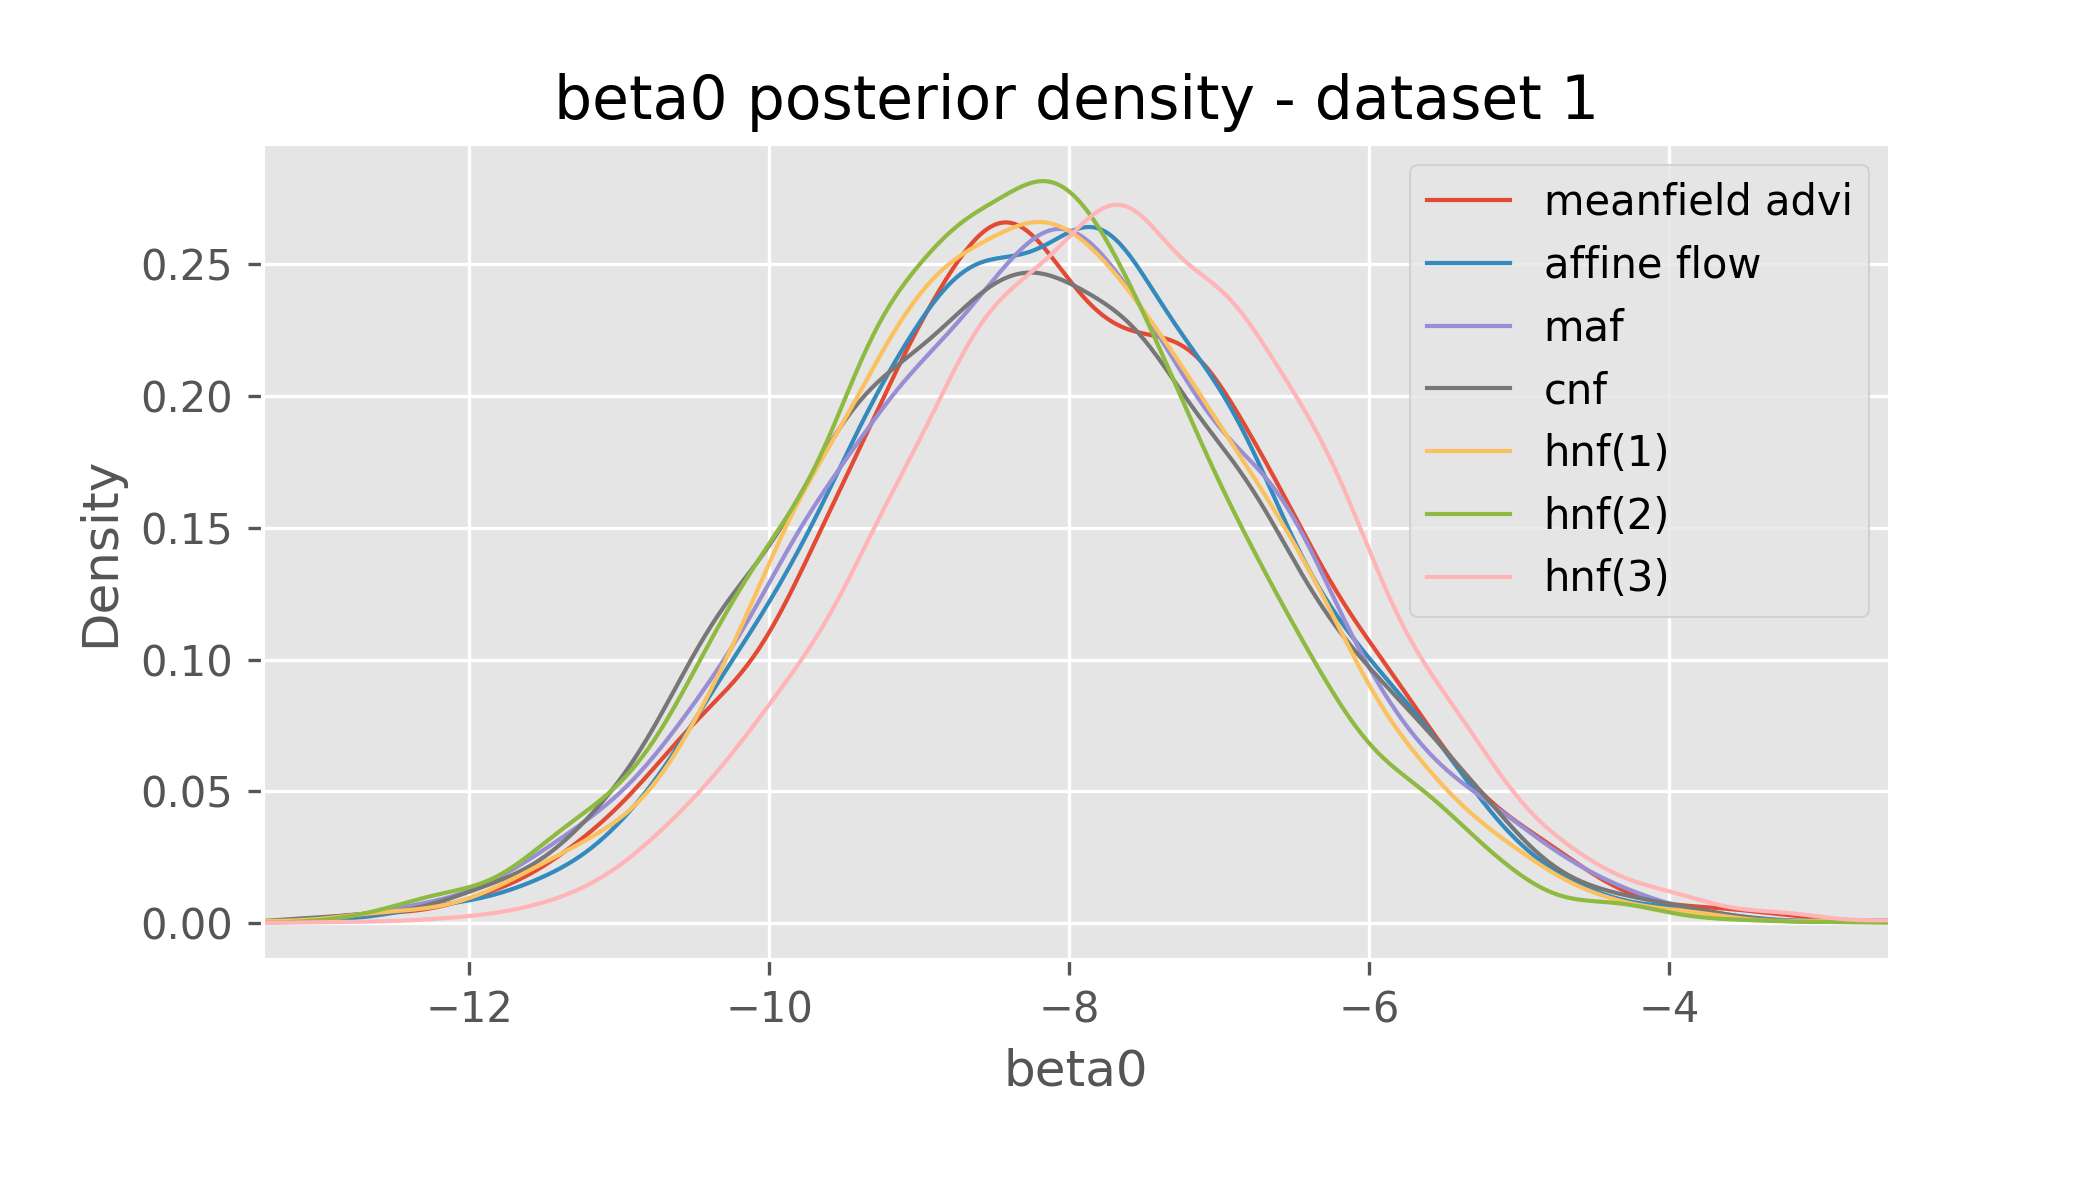 beta0 posterior density - dataset 1
meanfield advi
affine flow
maf
cnf
hnf(1)
hnf(2)
hnf(3)
Density
0.25
0.20
0.15
0.10
0.05
0.00
−12 −10 −8 −6 −4
beta0